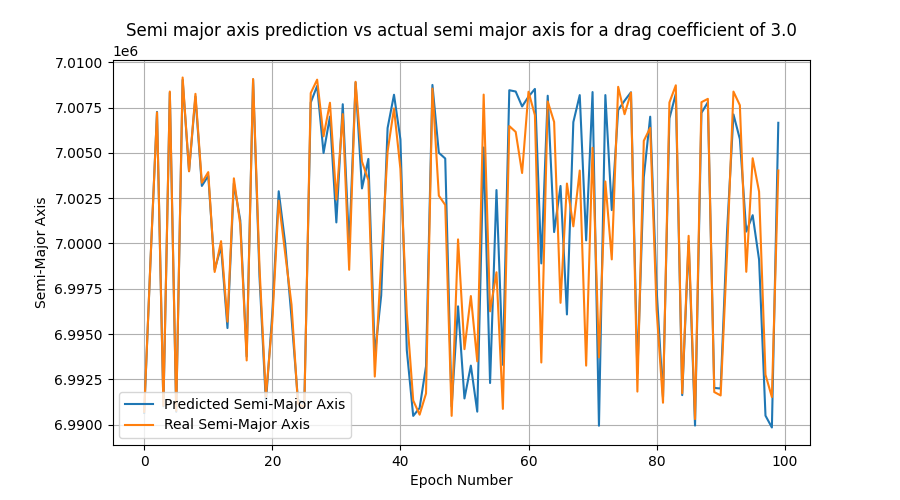 Semi major axis prediction vs actual semi major axis for a drag coefficient of 3.0
1e6
7.0100
7.0075
7.0050
7.0025
7.0000
6.9975
6.9950
6.9925
6.9900
Semi-Major Axis
Predicted Semi-Major Axis
Real Semi-Major Axis
0 20 40 60 80 100
Epoch Number